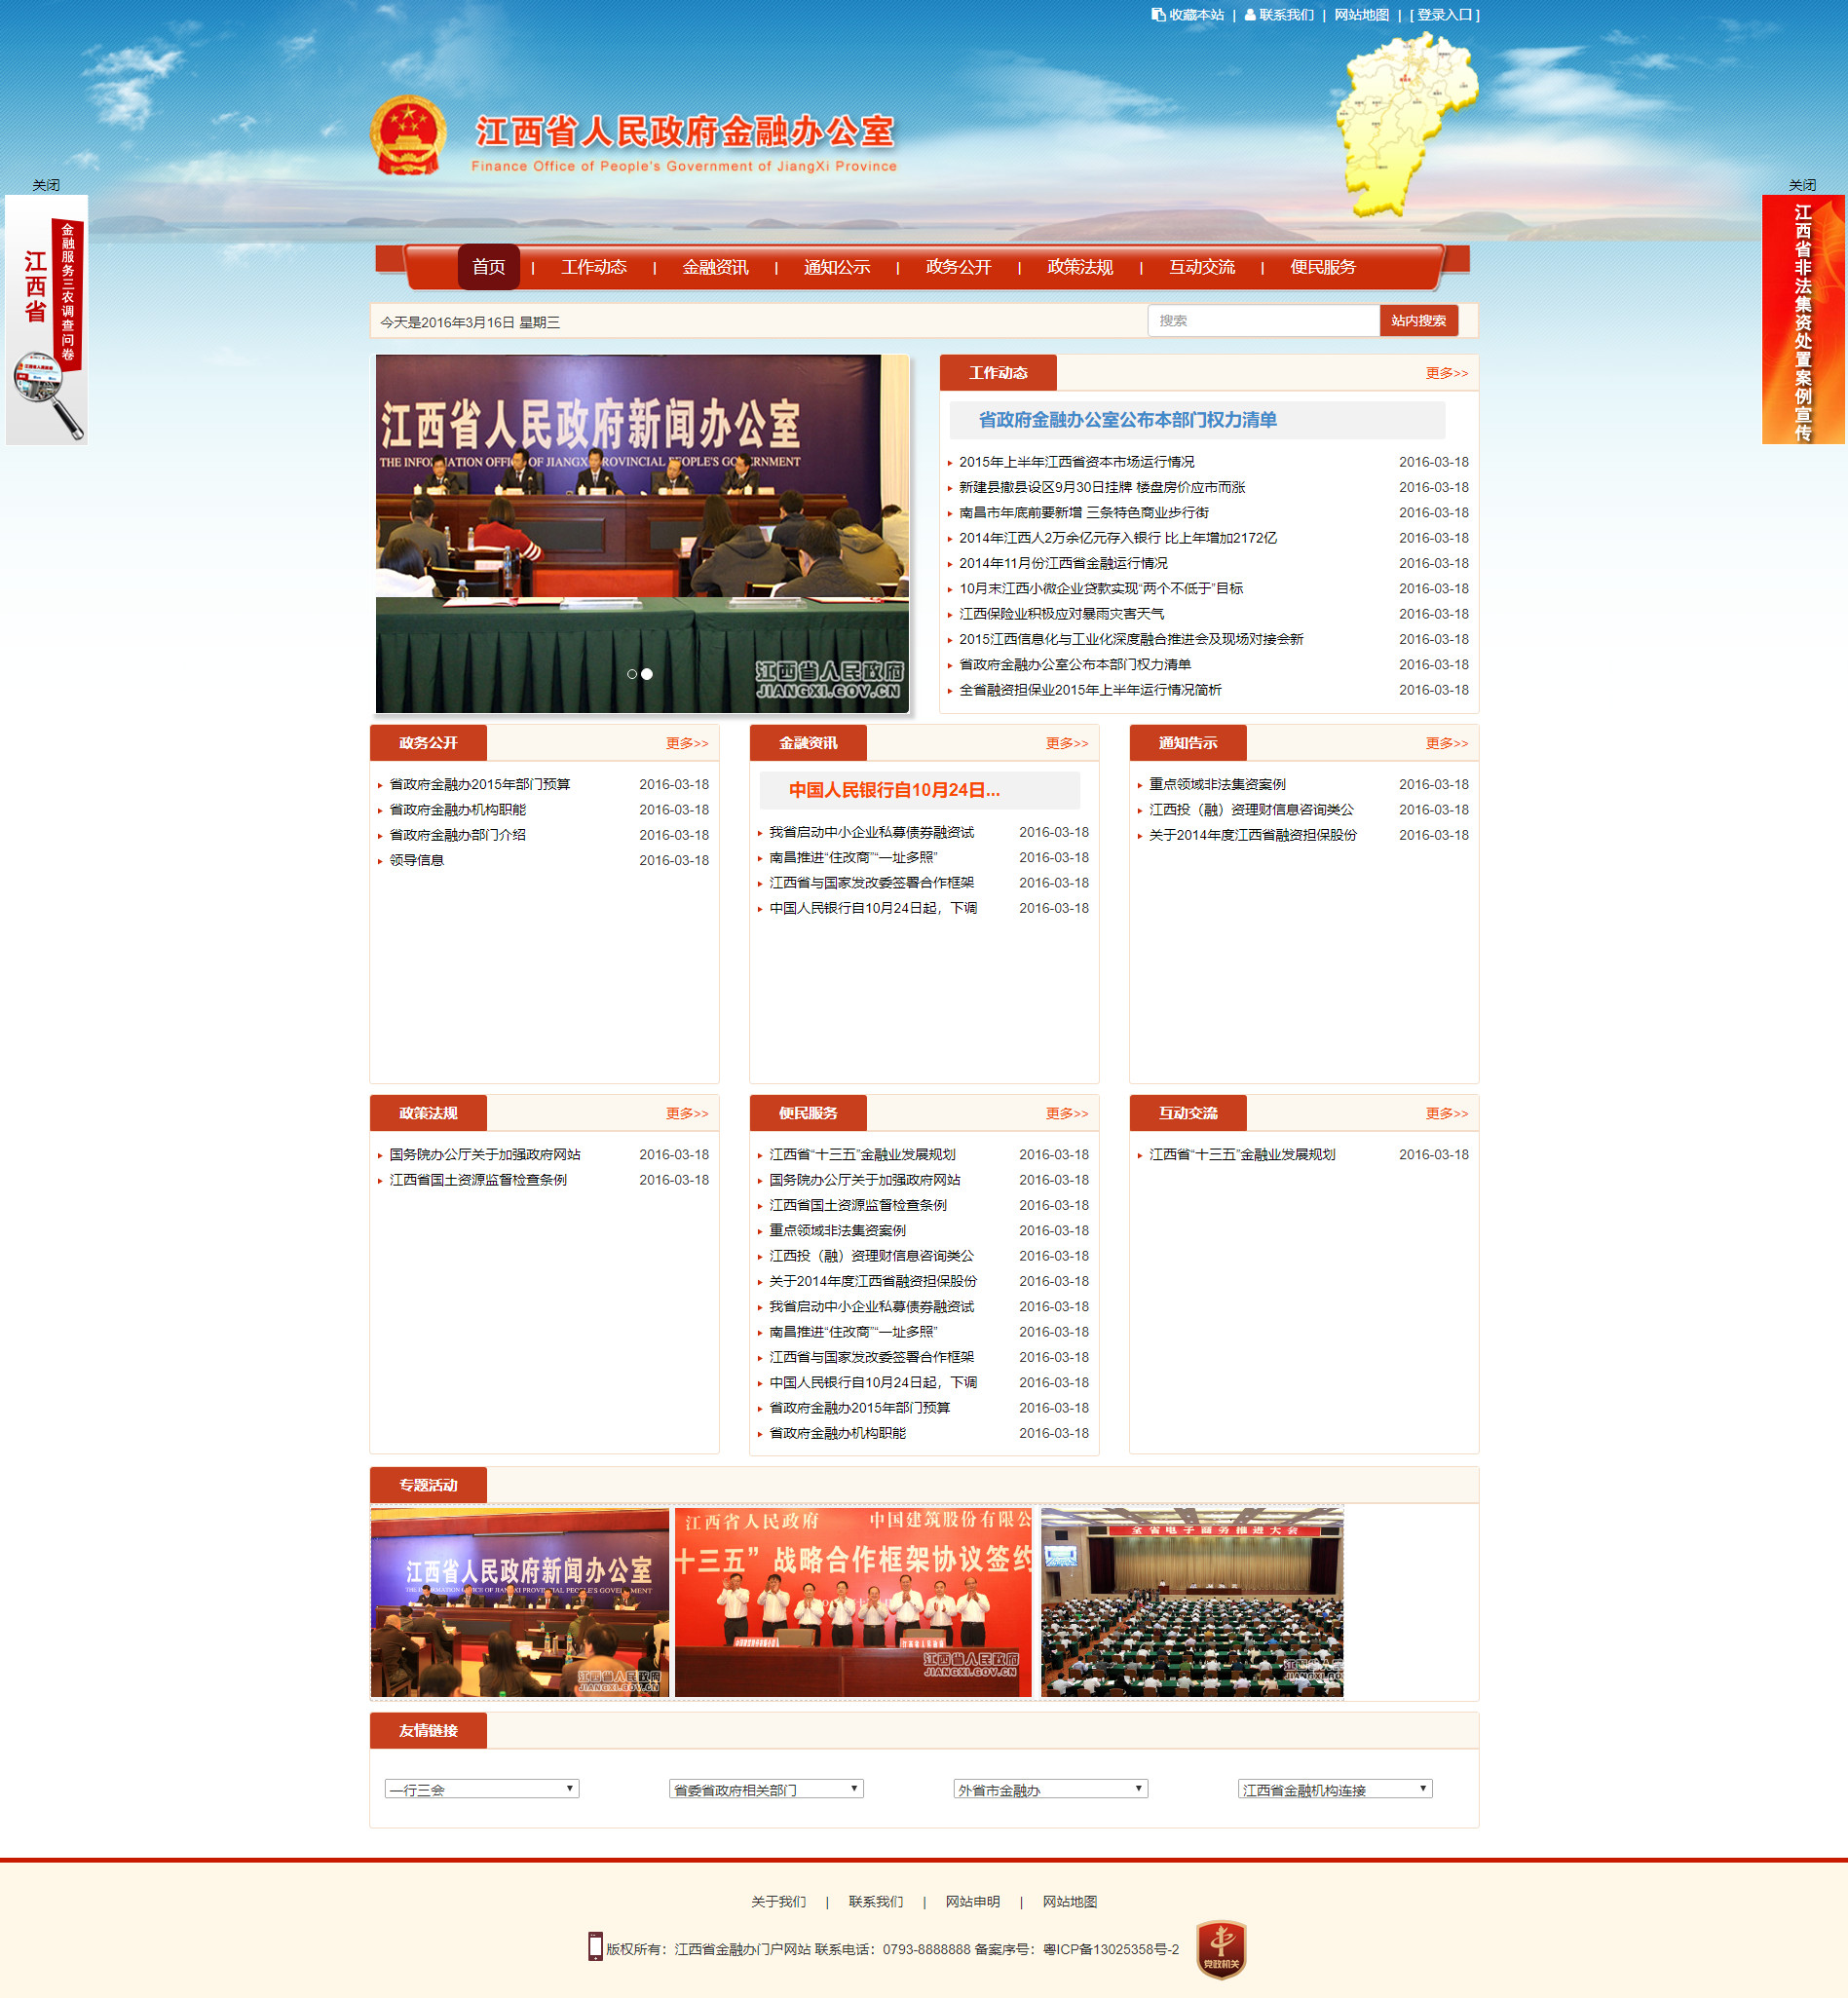 收藏本站 | 联系我们 | 网站地图 | [ 登录入口 ]
江西省人民政府金融办公室
Finance Office of People's Government of JiangXi Province
关闭
江西省
金融服务三农调查问卷
关闭
江西省非法集资处置案例宣传
首页 | 工作动态 | 金融资讯 | 通知公示 | 政务公开 | 政策法规 | 互动交流 | 便民服务
今天是2016年3月16日 星期三
搜索
站内搜索
江西省人民政府新闻办公室
THE INFORMATION OFFICE OF JIANGXI PROVINCIAL PEOPLE'S GOVERNMENT
江西省人民政府
JIANGXI.GOV.CN
工作动态 更多>>
省政府金融办公室公布本部门权力清单
2015年上半年江西省资本市场运行情况 2016-03-18
新建县撤县设区9月30日挂牌 楼盘房价应市而涨 2016-03-18
南昌市年底前要新增 三条特色商业步行街 2016-03-18
2014年江西人2万余亿元存入银行 比上年增加2172亿 2016-03-18
2014年11月份江西省金融运行情况 2016-03-18
10月末江西小微企业贷款实现“两个不低于”目标 2016-03-18
江西保险业积极应对暴雨灾害天气 2016-03-18
2015江西信息化与工业化深度融合推进会及现场对接会新 2016-03-18
省政府金融办公室公布本部门权力清单 2016-03-18
全省融资担保业2015年上半年运行情况简析 2016-03-18
政务公开 更多>>
省政府金融办2015年部门预算 2016-03-18
省政府金融办机构职能 2016-03-18
省政府金融办部门介绍 2016-03-18
领导信息 2016-03-18
金融资讯 更多>>
中国人民银行自10月24日...
我省启动中小企业私募债券融资试 2016-03-18
南昌推进“住改商”“一址多照” 2016-03-18
江西省与国家发改委签署合作框架 2016-03-18
中国人民银行自10月24日起，下调 2016-03-18
通知告示 更多>>
重点领域非法集资案例 2016-03-18
江西投（融）资理财信息咨询类公 2016-03-18
关于2014年度江西省融资担保股份 2016-03-18
政策法规 更多>>
国务院办公厅关于加强政府网站 2016-03-18
江西省国土资源监督检查条例 2016-03-18
便民服务 更多>>
江西省“十三五”金融业发展规划 2016-03-18
国务院办公厅关于加强政府网站 2016-03-18
江西省国土资源监督检查条例 2016-03-18
重点领域非法集资案例 2016-03-18
江西投（融）资理财信息咨询类公 2016-03-18
关于2014年度江西省融资担保股份 2016-03-18
我省启动中小企业私募债券融资试 2016-03-18
南昌推进“住改商”“一址多照” 2016-03-18
江西省与国家发改委签署合作框架 2016-03-18
中国人民银行自10月24日起，下调 2016-03-18
省政府金融办2015年部门预算 2016-03-18
省政府金融办机构职能 2016-03-18
互动交流 更多>>
江西省“十三五”金融业发展规划 2016-03-18
专题活动
江西省人民政府新闻办公室
THE INFORMATION OFFICE OF JIANGXI PROVINCIAL PEOPLE'S GOVERNMENT
江西省人民政府
JIANGXI.GOV.CN
江西省人民政府 中国建筑股份有限公
十三五”战略合作框架协议签约
江西省人民政府
JIANGXI.GOV.CN
全省电子商务推进大会
江西省人民
JIANGXI.GOV
友情链接
一行三会
省委省政府相关部门
外省市金融办
江西省金融机构连接
关于我们 | 联系我们 | 网站申明 | 网站地图
版权所有：江西省金融办门户网站 联系电话：0793-8888888 备案序号：粤ICP备13025358号-2
党政机关